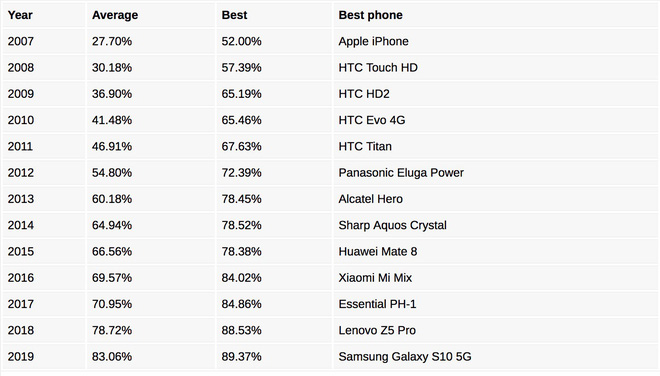 Year Average Best Best phone
2007 27.70% 52.00% Apple iPhone
2008 30.18% 57.39% HTC Touch HD
2009 36.90% 65.19% HTC HD2
2010 41.48% 65.46% HTC Evo 4G
2011 46.91% 67.63% HTC Titan
2012 54.80% 72.39% Panasonic Eluga Power
2013 60.18% 78.45% Alcatel Hero
2014 64.94% 78.52% Sharp Aquos Crystal
2015 66.56% 78.38% Huawei Mate 8
2016 69.57% 84.02% Xiaomi Mi Mix
2017 70.95% 84.86% Essential PH-1
2018 78.72% 88.53% Lenovo Z5 Pro
2019 83.06% 89.37% Samsung Galaxy S10 5G